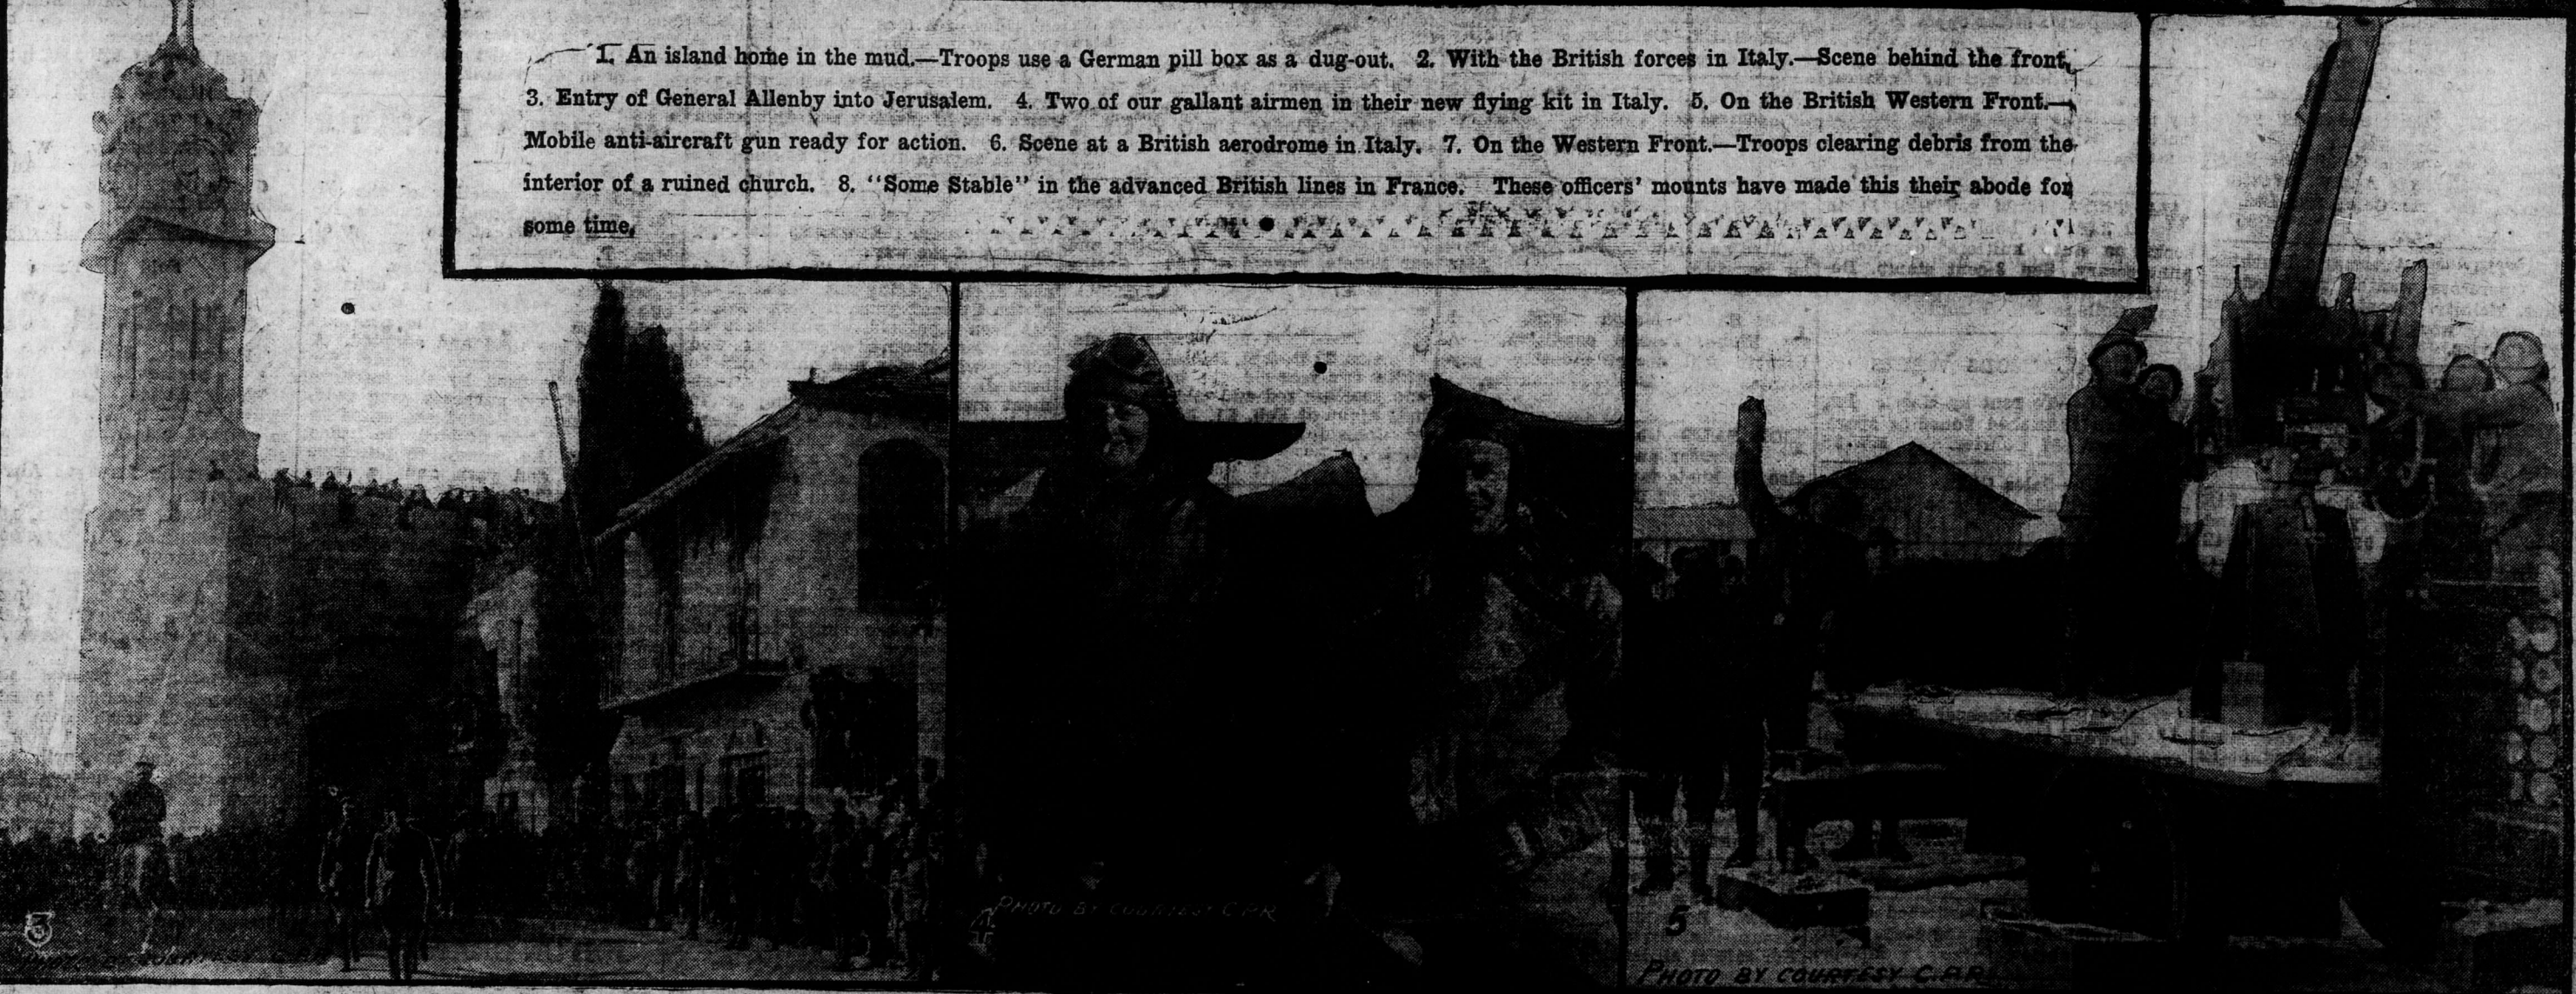 1. An island home in the mud.—Troops use a German pill box as a dug-out. 2. With the British forces in Italy.—Scene behind the front.
3. Entry of General Allenby into Jerusalem. 4. Two of our gallant airmen in their new flying kit in Italy. 5. On the British Western Front.—
Mobile anti-aircraft gun ready for action. 6. Scene at a British aerodrome in Italy. 7. On the Western Front.—Troops clearing debris from the
interior of a ruined church. 8. "Some Stable" in the advanced British lines in France. These officers' mounts have made this their abode for
some time.
3
4
PHOTO BY COURTESY C.P.R.
5
PHOTO BY COURTESY C.P.R.